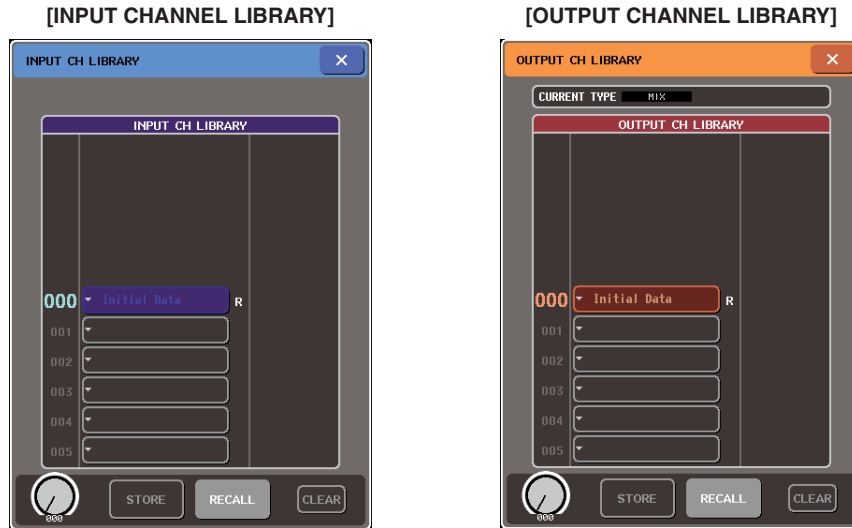 [INPUT CHANNEL LIBRARY]
INPUT CH LIBRARY
INPUT CH LIBRARY
000 Initial Data R
001
002
003
004
005
000
STORE
RECALL
CLEAR
[OUTPUT CHANNEL LIBRARY]
OUTPUT CH LIBRARY
CURRENT TYPE MIX
OUTPUT CH LIBRARY
000 Initial Data R
001
002
003
004
005
000
STORE
RECALL
CLEAR